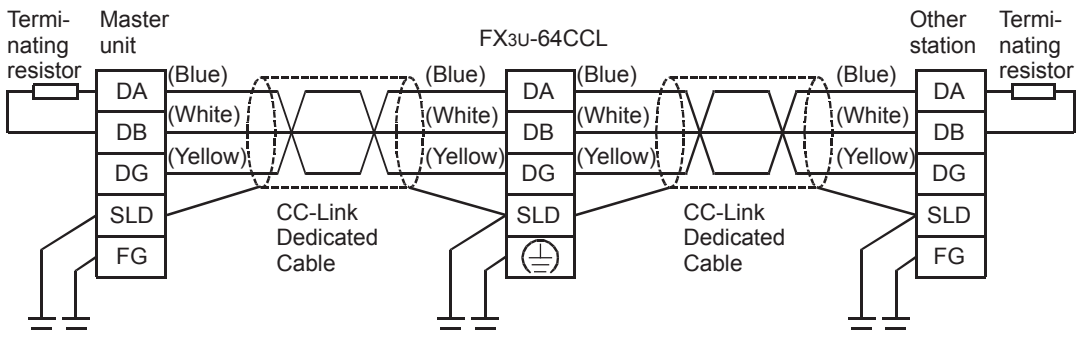 Termi-
nating
resistor
Master
unit
FX3U-64CCL
Other
station
Termi-
nating
resistor
DA
(Blue)
(Blue)
DA
(Blue)
(Blue)
DA
DB
(White)
(White)
DB
(White)
(White)
DB
DG
(Yellow)
(Yellow)
DG
(Yellow)
(Yellow)
DG
SLD
CC-Link
Dedicated
Cable
SLD
CC-Link
Dedicated
Cable
SLD
FG
FG